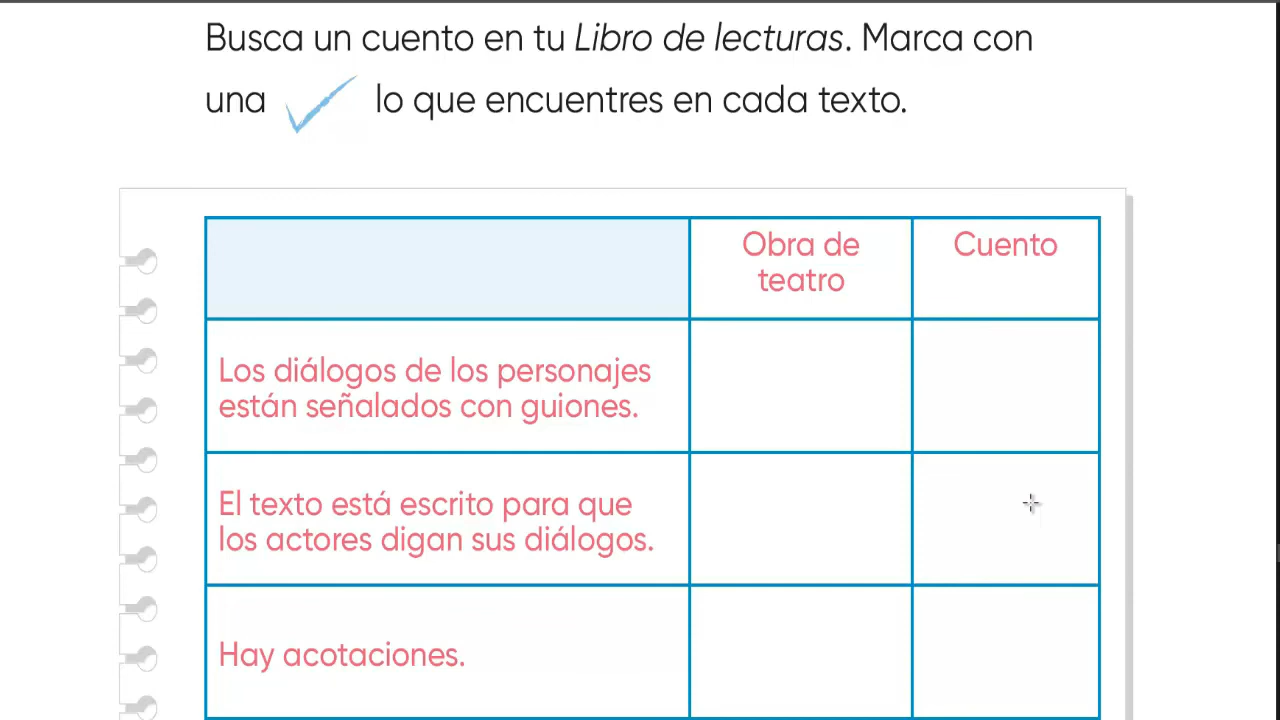 Busca un cuento en tu Libro de lecturas. Marca con
una lo que encuentres en cada texto.
Obra de
teatro
Cuento
Los diálogos de los personajes
están señalados con guiones.
El texto está escrito para que
los actores digan sus diálogos.
Hay acotaciones.